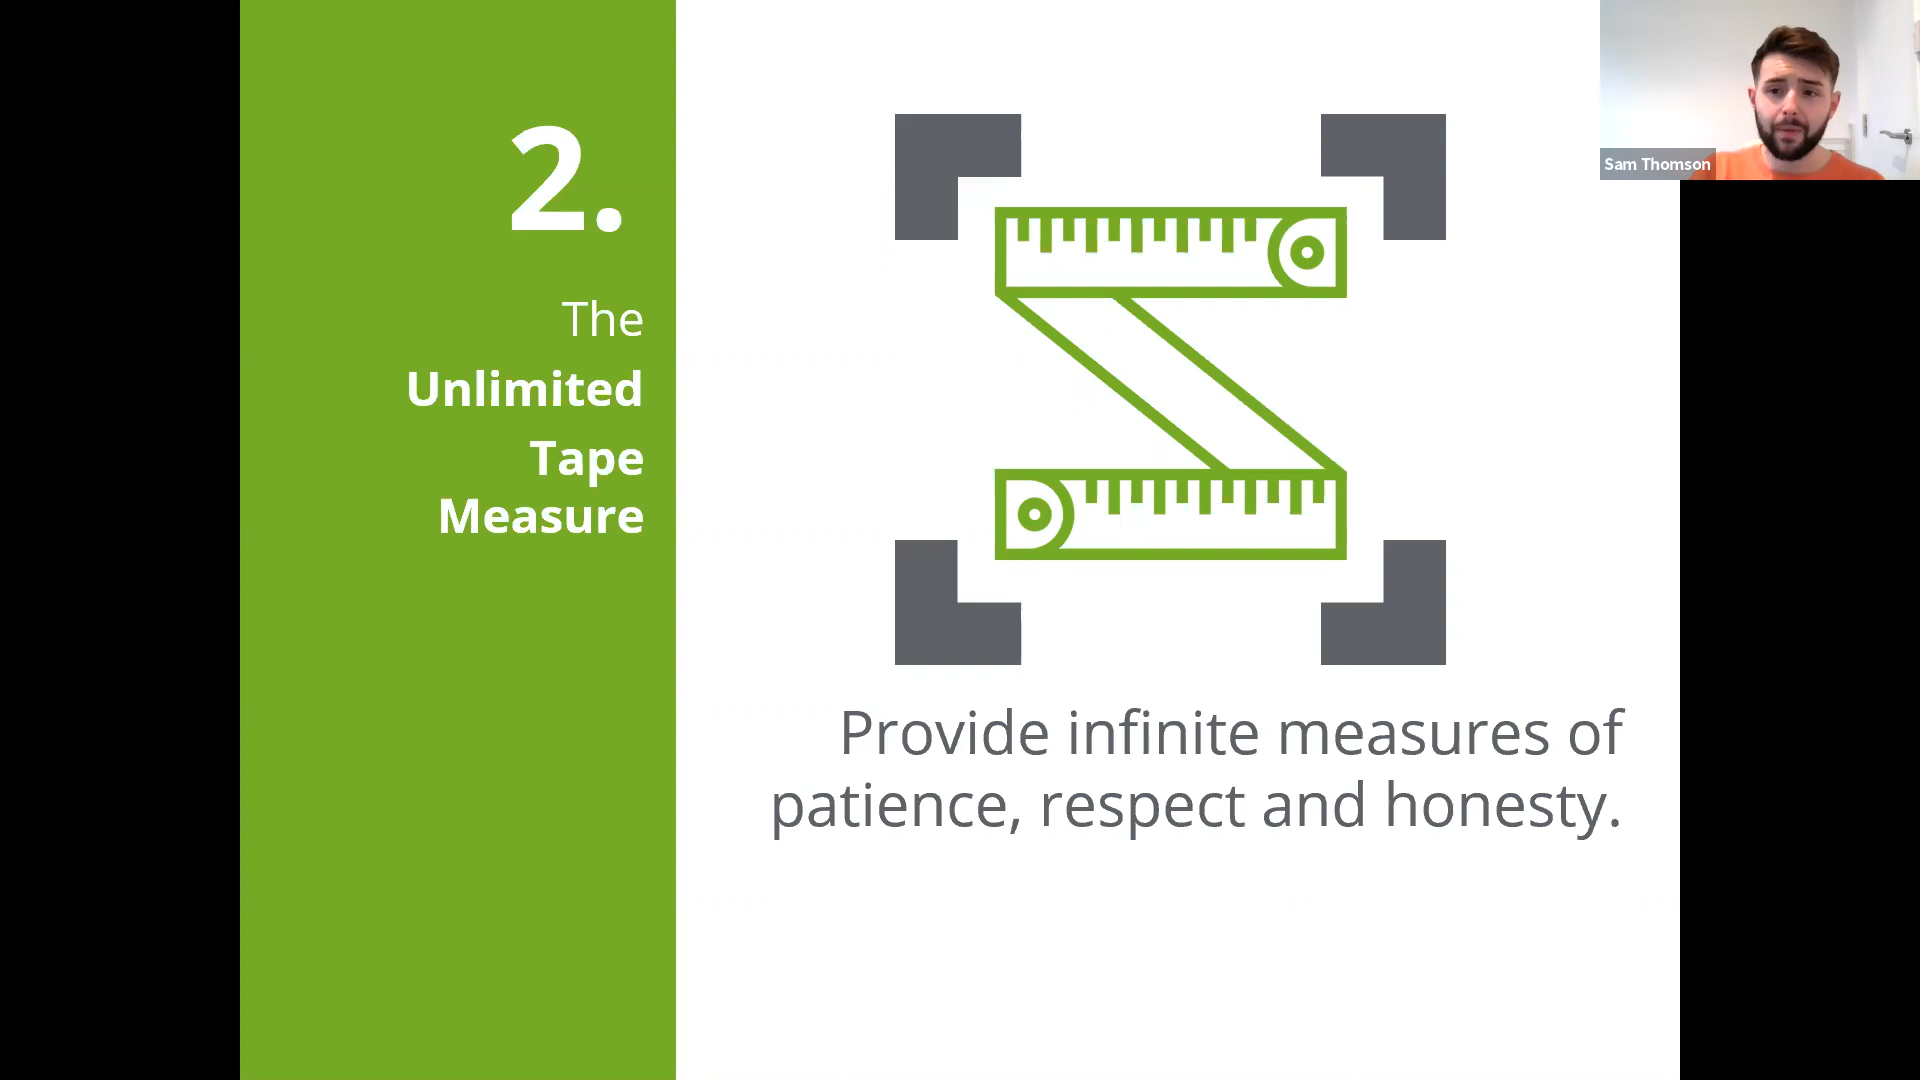 2.
The
Unlimited
Tape
Measure
Provide infinite measures of
patience, respect and honesty.
Sam Thomson